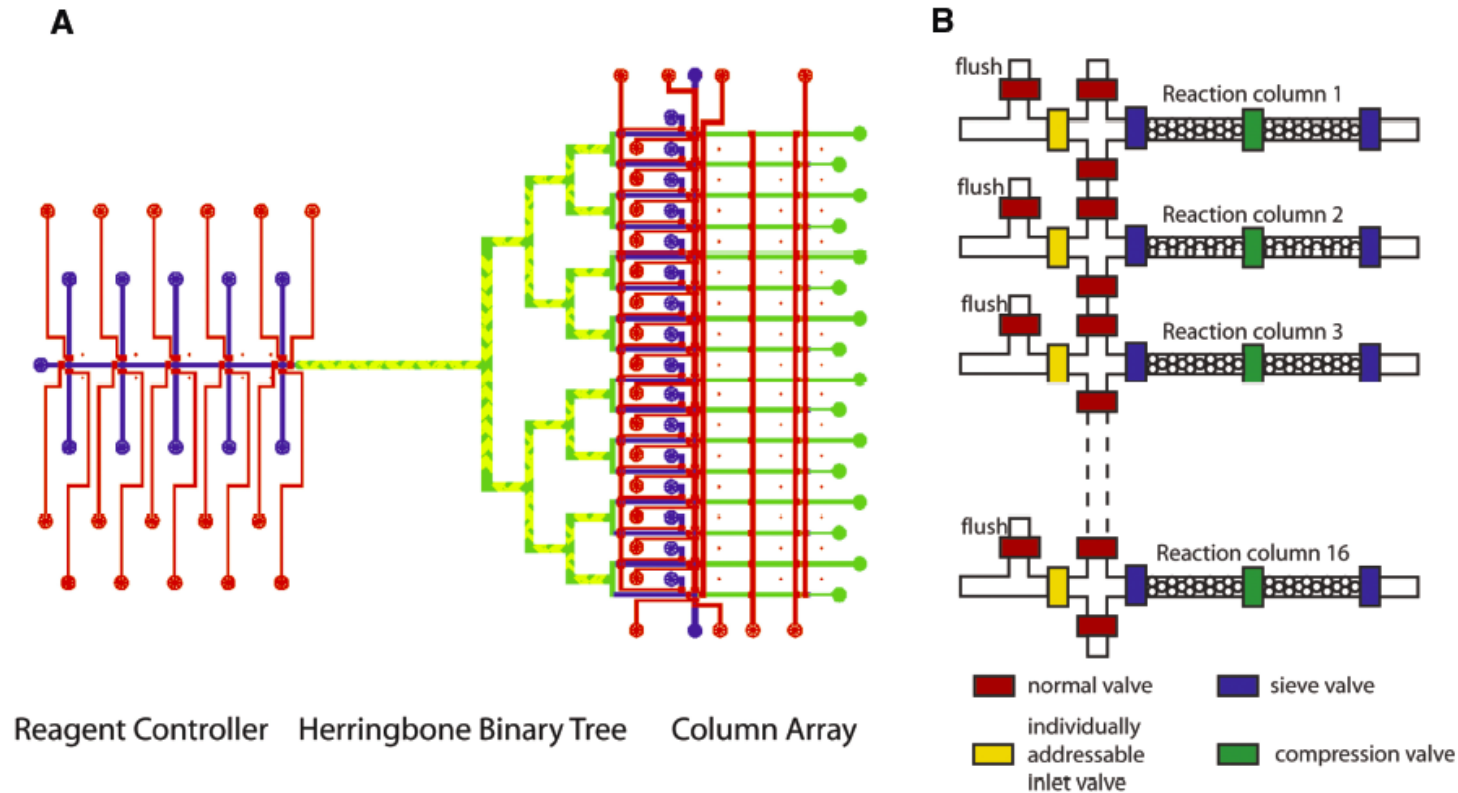 A
B
flush
Reaction column 1
flush
Reaction column 2
flush
Reaction column 3
flush
Reaction column 16
normal valve
sieve valve
individually
addressable
inlet valve
compression valve
Reagent Controller
Herringbone Binary Tree
Column Array